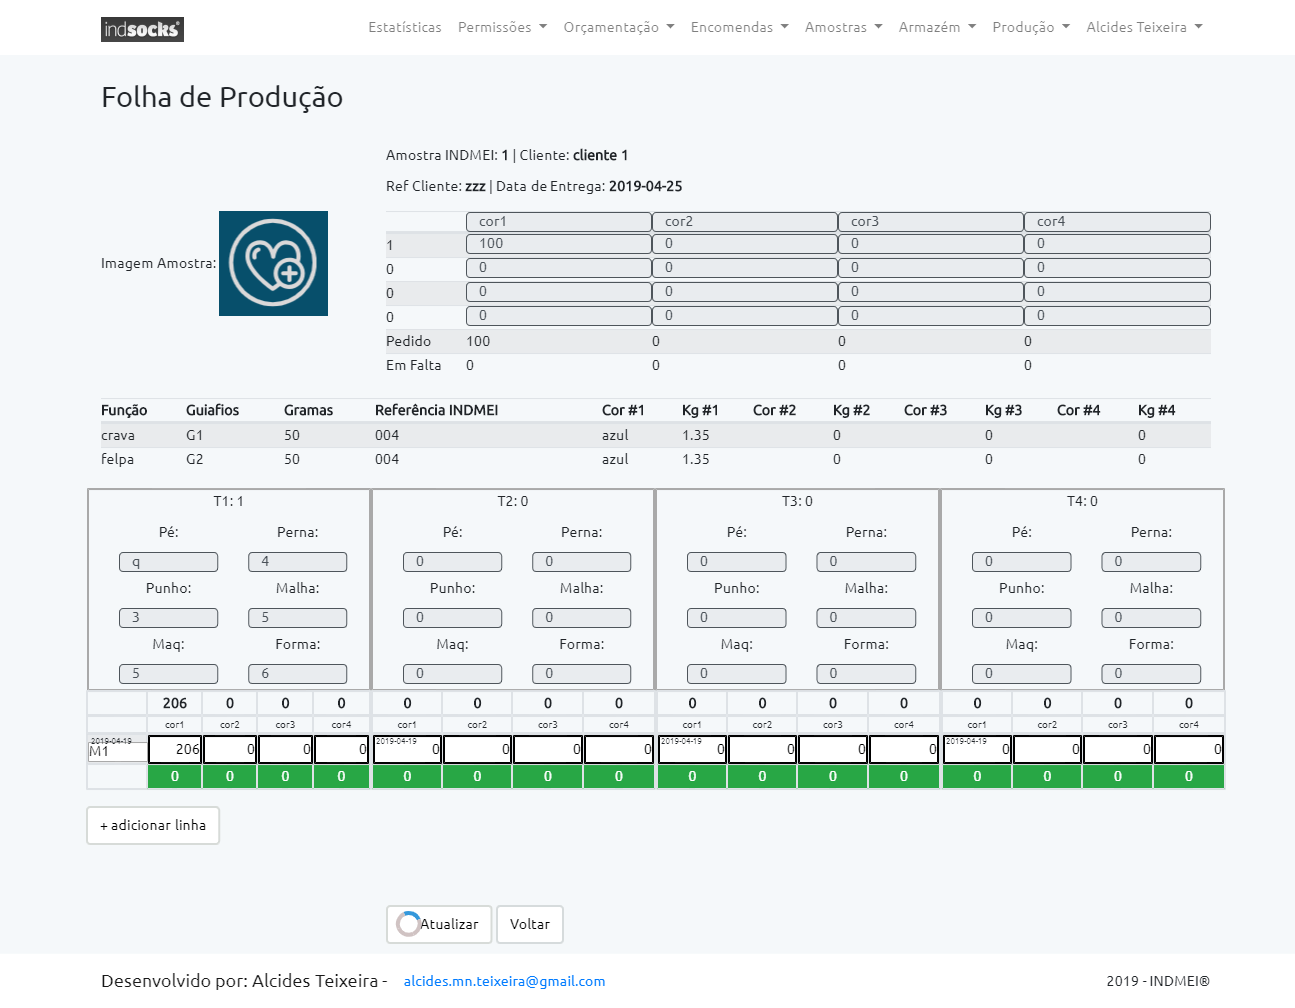 indsocks® Estatísticas Permissões Orçamentação Encomendas Amostras Armazém Produção Alcides Teixeira
Folha de Produção
Amostra INDMEI: 1 | Cliente: cliente 1
Ref Cliente: zzz | Data de Entrega: 2019-04-25
Imagem Amostra:
cor1 cor2 cor3 cor4
1 100 0 0 0
0 0 0 0 0
0 0 0 0 0
0 0 0 0 0
Pedido 100 0 0 0
Em Falta 0 0 0 0
Função Guiafios Gramas Referência INDMEI Cor #1 Kg #1 Cor #2 Kg #2 Cor #3 Kg #3 Cor #4 Kg #4
crava G1 50 004 azul 1.35 0 0 0
felpa G2 50 004 azul 1.35 0 0 0
T1: 1 T2: 0 T3: 0 T4: 0
Pé: Perna: Pé: Perna: Pé: Perna: Pé: Perna:
q 4 0 0 0 0 0 0
Punho: Malha: Punho: Malha: Punho: Malha: Punho: Malha:
3 5 0 0 0 0 0 0
Maq: Forma: Maq: Forma: Maq: Forma: Maq: Forma:
5 6 0 0 0 0 0 0
206 0 0 0 0 0 0 0 0 0 0 0 0 0 0 0
cor1 cor2 cor3 cor4 cor1 cor2 cor3 cor4 cor1 cor2 cor3 cor4 cor1 cor2 cor3 cor4
2019-04-19 2019-04-19 2019-04-19 2019-04-19
M1 206 0 0 0 0 0 0 0 0 0 0 0 0 0 0 0
0 0 0 0 0 0 0 0 0 0 0 0 0 0 0 0
+ adicionar linha
Atualizar Voltar
Desenvolvido por: Alcides Teixeira - alcides.mn.teixeira@gmail.com 2019 - INDMEI®